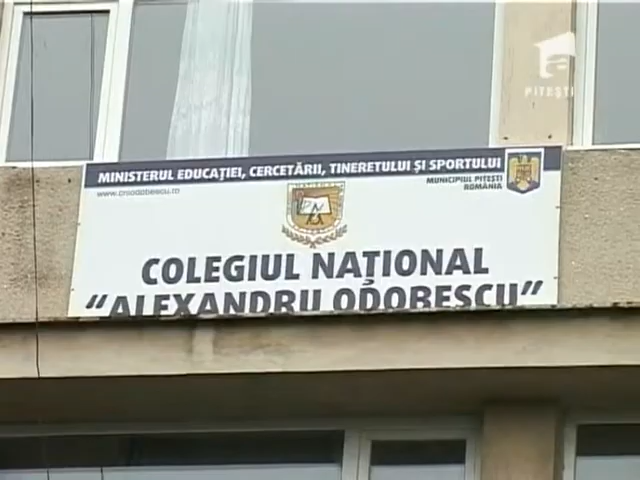 PITEȘTI
MINISTERUL EDUCAȚIEI, CERCETĂRII, TINERETULUI ȘI SPORTULUI
www.cnaodobescu.ro
MUNICIPIUL PITEȘTI
ROMÂNIA
COLEGIUL NAȚIONAL
“ALEXANDRU ODOBESCU”